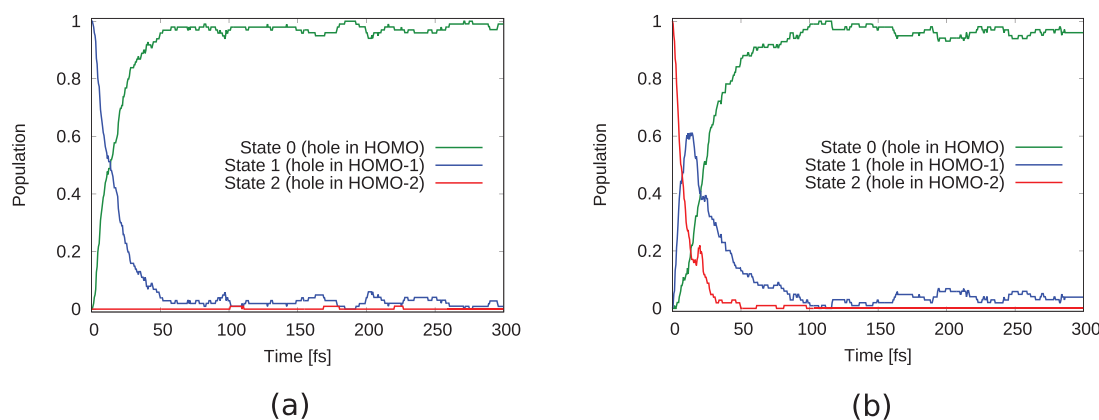 1
0.8
0.6
0.4
0.2
0
Population
State 0 (hole in HOMO)
State 1 (hole in HOMO-1)
State 2 (hole in HOMO-2)
0 50 100 150 200 250 300
Time [fs]
(a)
1
0.8
0.6
0.4
0.2
0
Population
State 0 (hole in HOMO)
State 1 (hole in HOMO-1)
State 2 (hole in HOMO-2)
0 50 100 150 200 250 300
Time [fs]
(b)